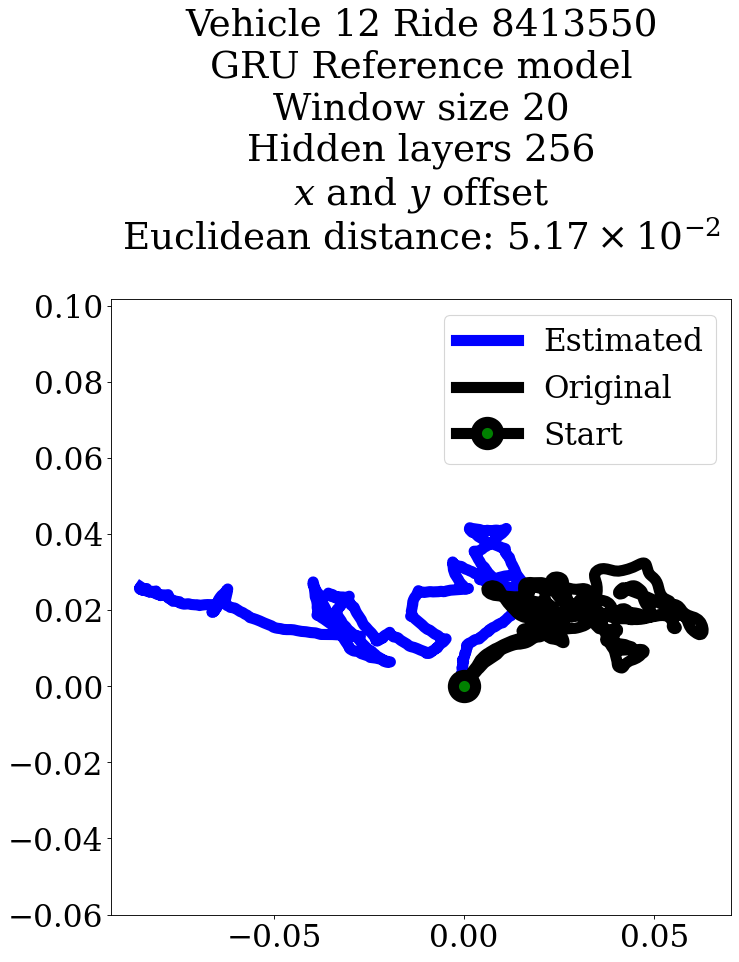 Vehicle 12 Ride 8413550
GRU Reference model
Window size 20
Hidden layers 256
x and y offset
Euclidean distance: 5.17 × 10⁻²
Estimated
Original
Start
0.10
0.08
0.06
0.04
0.02
0.00
−0.02
−0.04
−0.06
−0.05
0.00
0.05